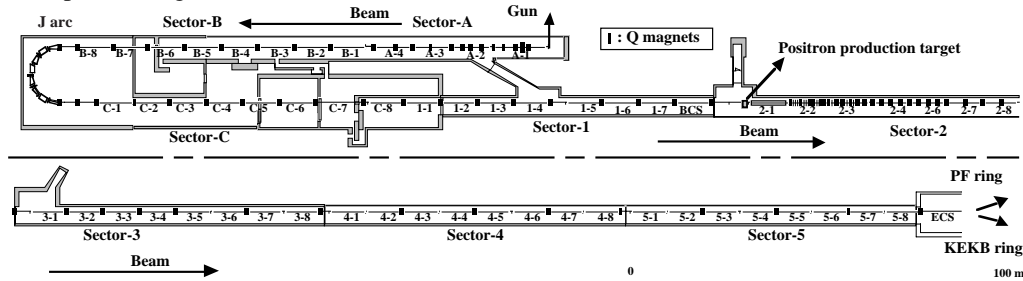 Beam
Gun
Sector-B
Sector-A
J arc
: Q magnets
Positron production target
B-8 B-7 B-6 B-5 B-4 B-3 B-2 B-1 A-4 A-3 A-2 A-1
C-1 C-2 C-3 C-4 C-5 C-6 C-7 C-8 1-1 1-2 1-3 1-4 1-5 1-6 1-7 BCS 2-1 2-2 2-3 2-6 2-7 2-8
Sector-C
Sector-1
Beam
Sector-2
PF ring
3-1 3-2 3-3 3-4 3-5 3-6 3-7 3-8 4-1 4-2 4-3 4-4 4-5 4-6 4-7 4-8 5-1 5-2 5-3 5-4 5-5 5-6 5-7 5-8 ECS
Sector-3
Sector-4
Sector-5
KEKB ring
Beam
0
100 m